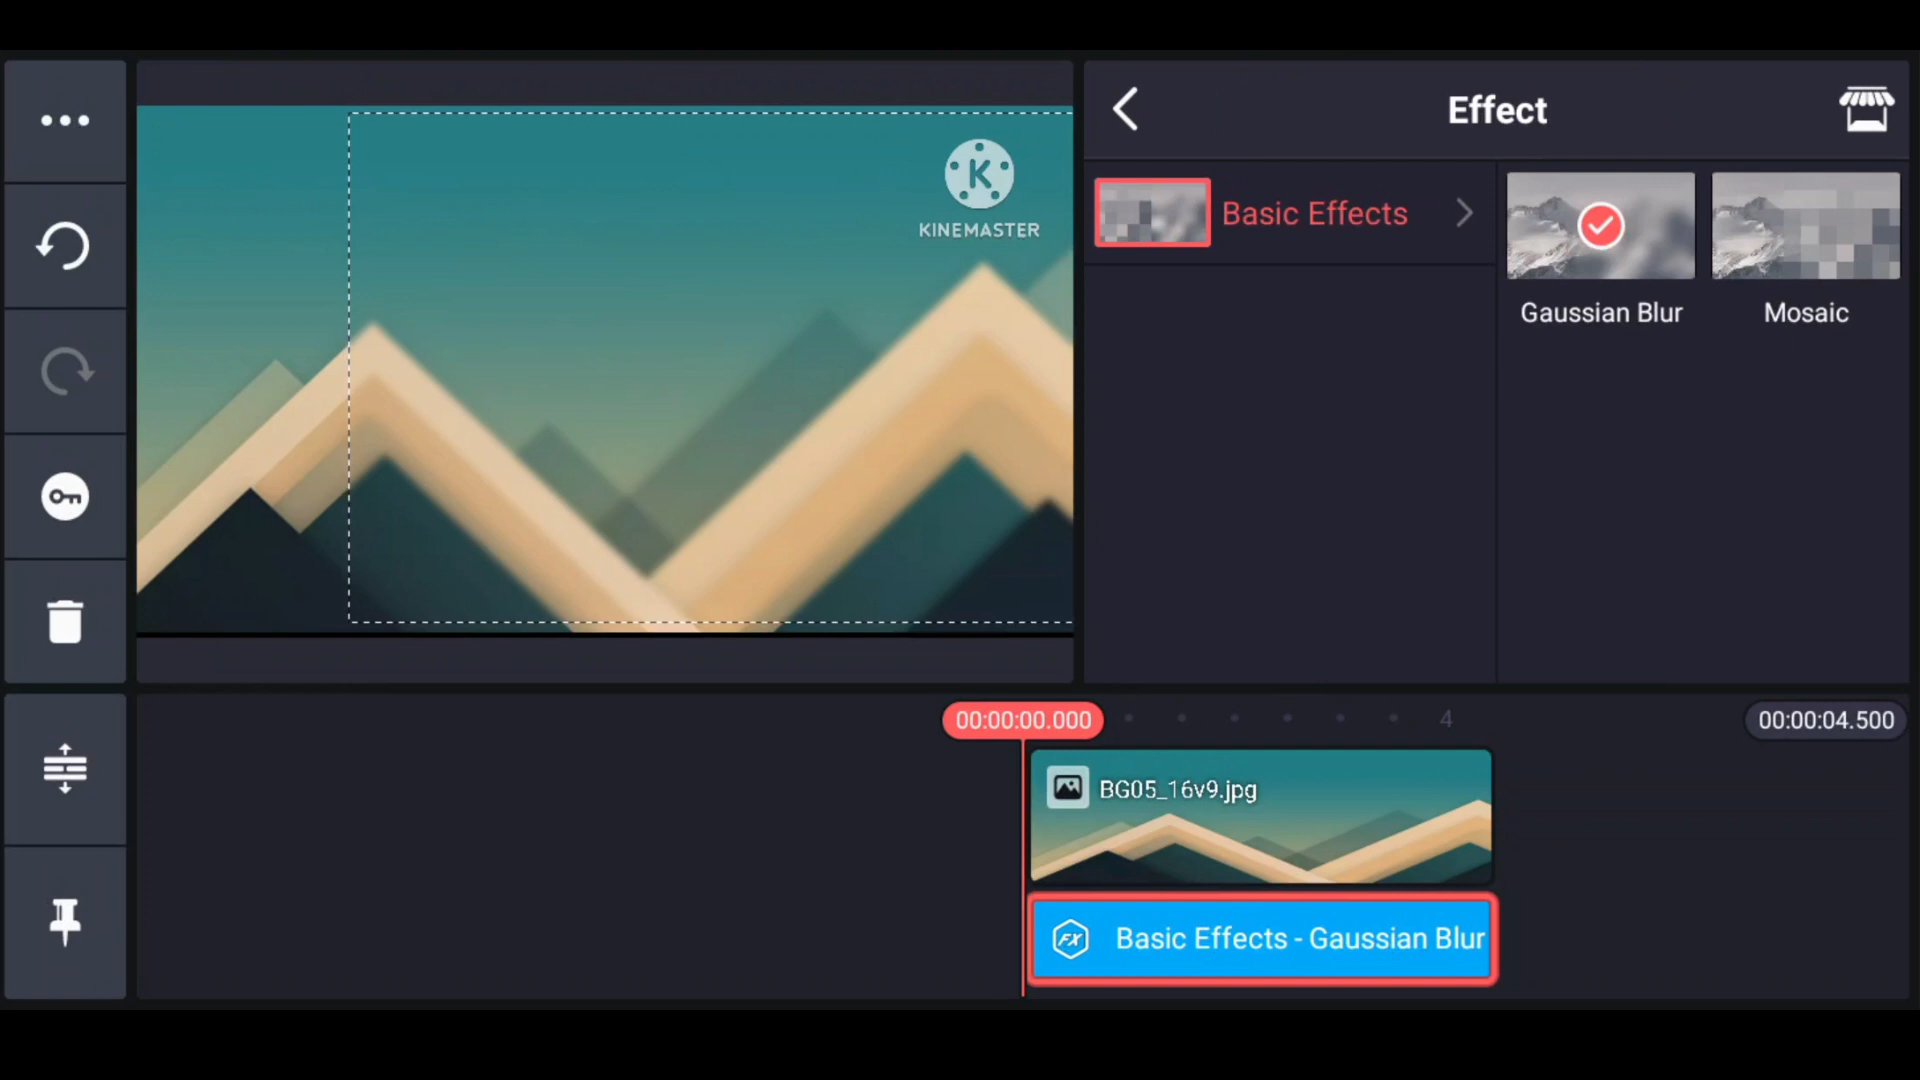 Effect
K
KINEMASTER
Basic Effects
Gaussian Blur
Mosaic
00:00:00.000
4
00:00:04.500
BG05_16v9.jpg
FX
Basic Effects - Gaussian Blur